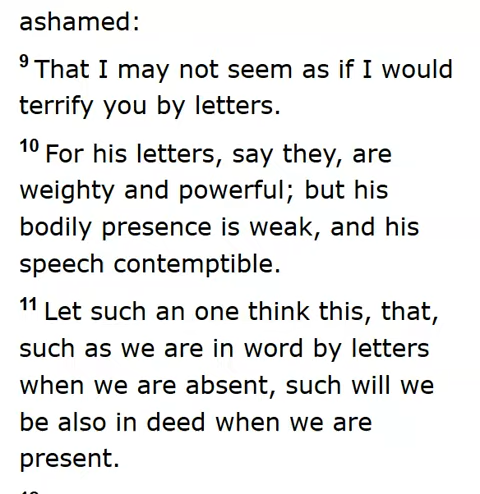 ashamed:
9 That I may not seem as if I would
terrify you by letters.
10 For his letters, say they, are
weighty and powerful; but his
bodily presence is weak, and his
speech contemptible.
11 Let such an one think this, that,
such as we are in word by letters
when we are absent, such will we
be also in deed when we are
present.